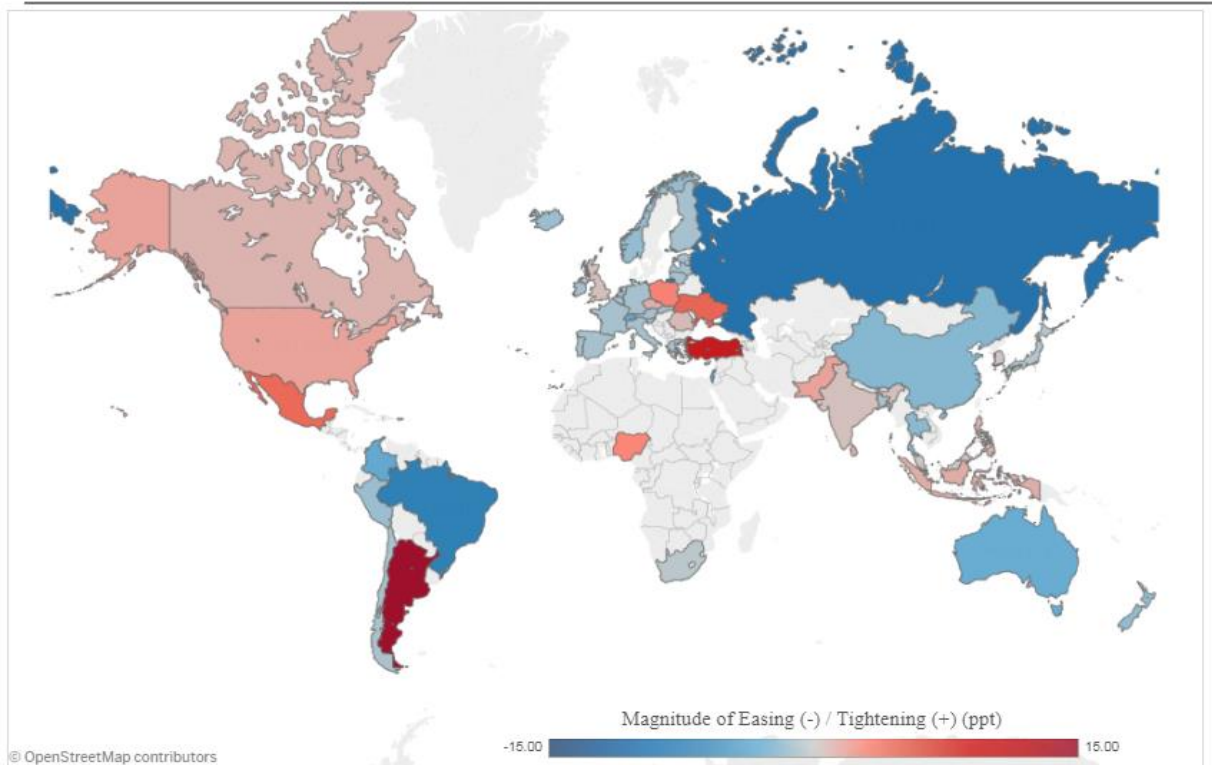 Magnitude of Easing (-) / Tightening (+) (ppt)
-15.00 15.00
© OpenStreetMap contributors